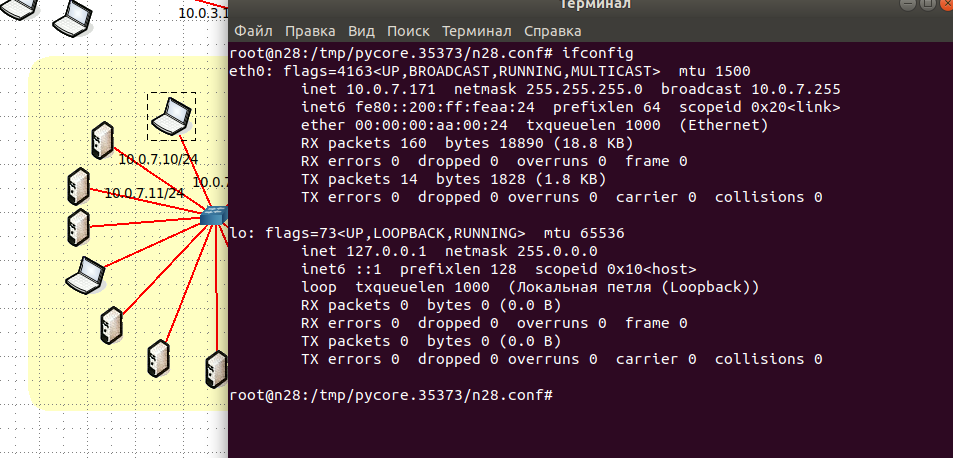 10.0.3.1
10.0.7.10/24
10.0.7.11/24
10.0.7
Терминал
Файл Правка Вид Поиск Терминал Справка
root@n28:/tmp/pycore.35373/n28.conf# ifconfig
eth0: flags=4163<UP,BROADCAST,RUNNING,MULTICAST>  mtu 1500
        inet 10.0.7.171  netmask 255.255.255.0  broadcast 10.0.7.255
        inet6 fe80::200:ff:feaa:24  prefixlen 64  scopeid 0x20<link>
        ether 00:00:00:aa:00:24  txqueuelen 1000  (Ethernet)
        RX packets 160  bytes 18890 (18.8 KB)
        RX errors 0  dropped 0  overruns 0  frame 0
        TX packets 14  bytes 1828 (1.8 KB)
        TX errors 0  dropped 0 overruns 0  carrier 0  collisions 0
lo: flags=73<UP,LOOPBACK,RUNNING>  mtu 65536
        inet 127.0.0.1  netmask 255.0.0.0
        inet6 ::1  prefixlen 128  scopeid 0x10<host>
        loop  txqueuelen 1000  (Локальная петля (Loopback))
        RX packets 0  bytes 0 (0.0 B)
        RX errors 0  dropped 0  overruns 0  frame 0
        TX packets 0  bytes 0 (0.0 B)
        TX errors 0  dropped 0 overruns 0  carrier 0  collisions 0
root@n28:/tmp/pycore.35373/n28.conf#